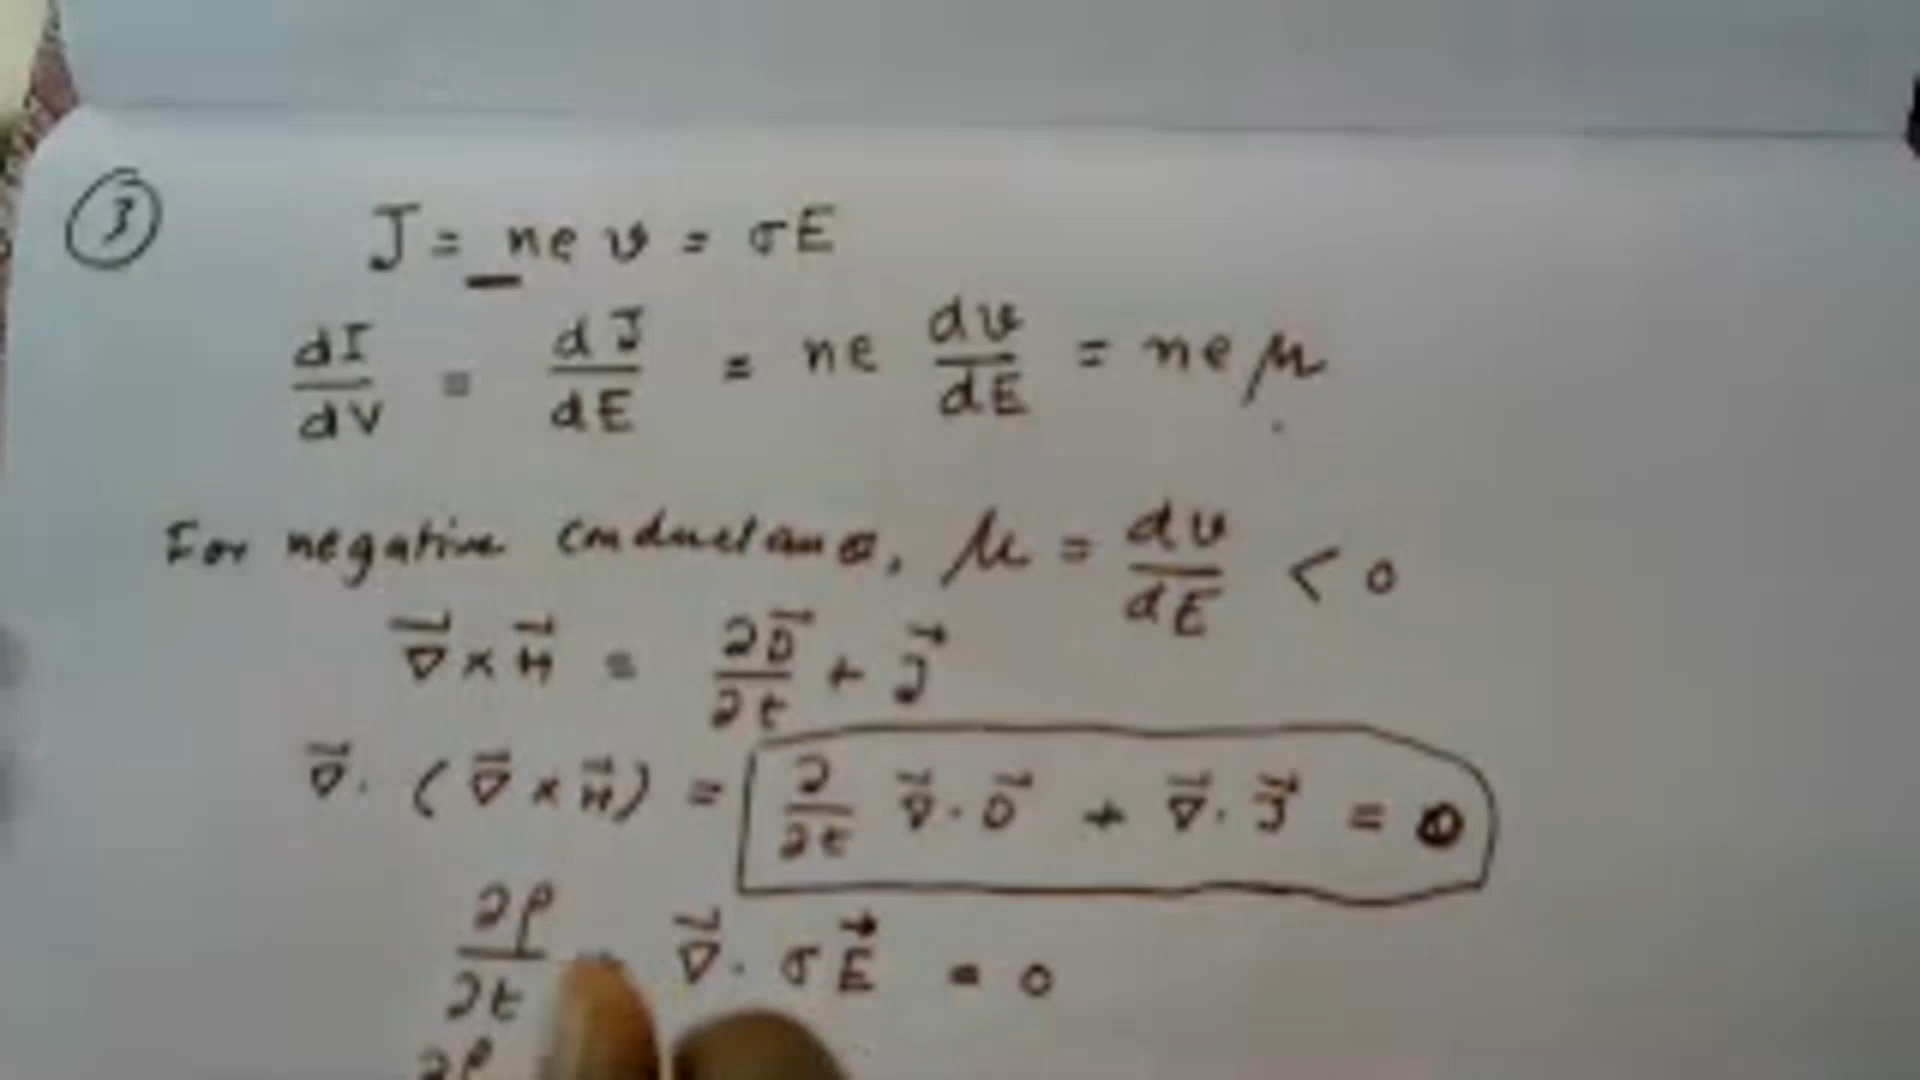 ③ J = ne v = σE
dI/dV = dJ/dE = ne dv/dE = ne μ
For negative conductance, μ = dv/dE < 0
∇⃗ × H⃗ = ∂D⃗/∂t + J⃗
∇⃗ · (∇⃗ × H⃗) = ∂/∂t ∇⃗ · D⃗ + ∇⃗ · J⃗ = 0
∂ρ/∂t + ∇⃗ · σE⃗ = 0
∂ρ